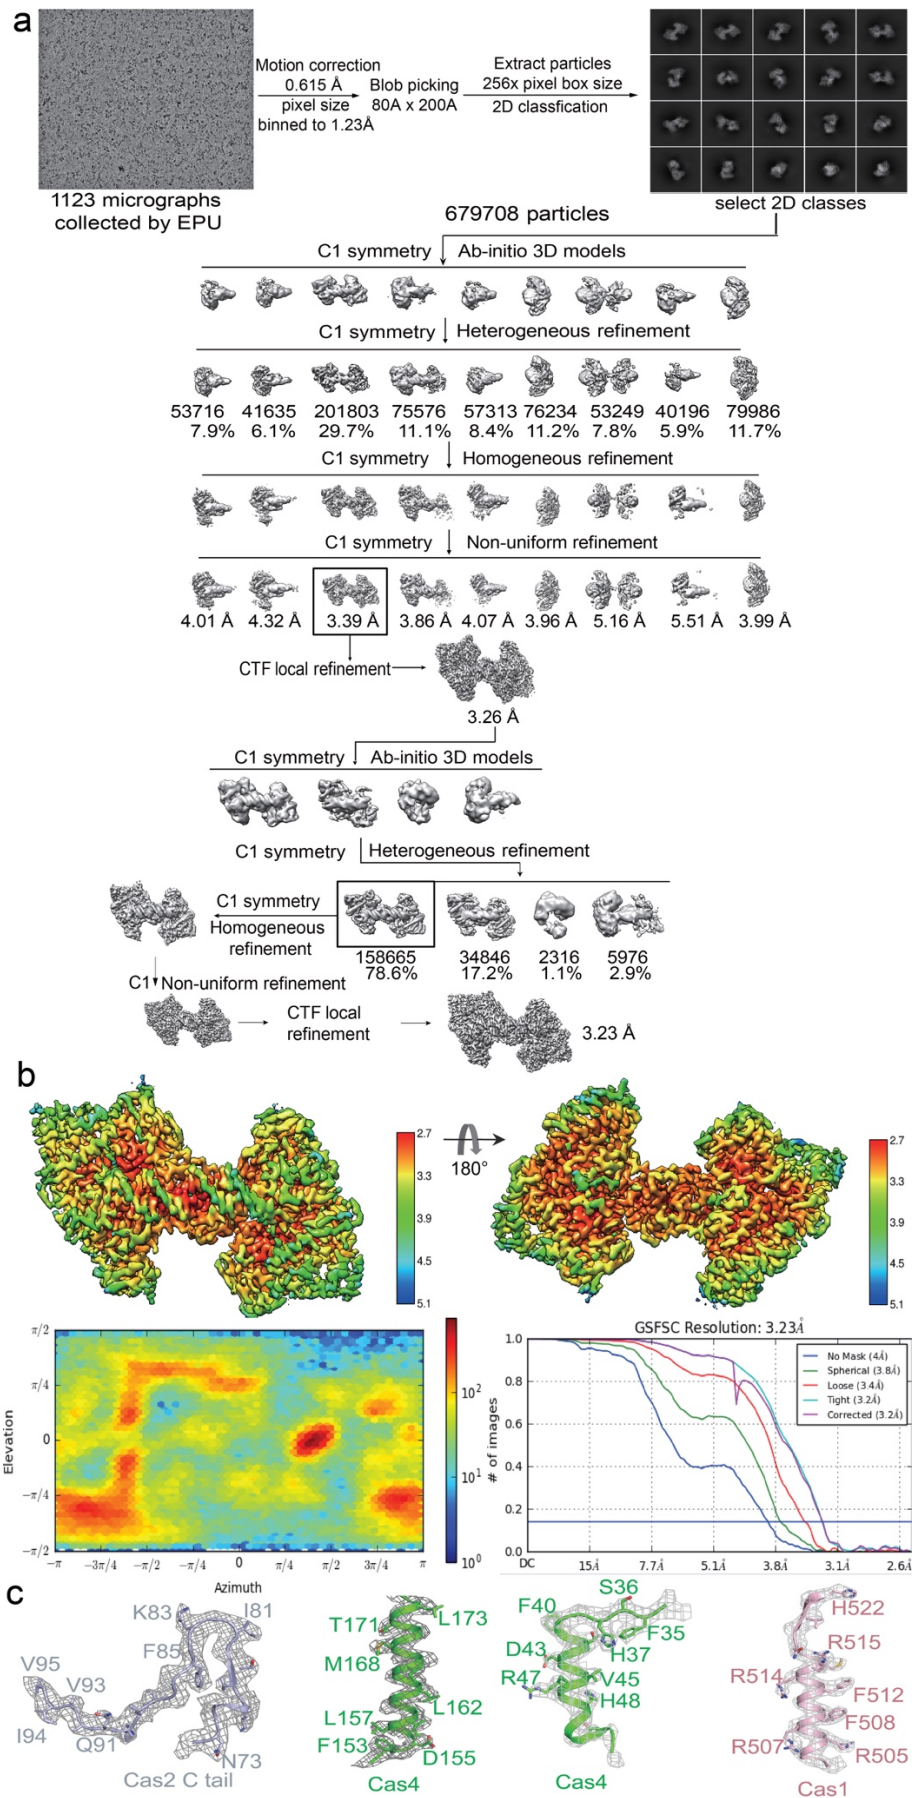 a
Motion correction
0.615 Å
pixel size
binned to 1.23Å
Blob picking
80A x 200A
Extract particles
256x pixel box size
2D classfication
1123 micrographs
collected by EPU
select 2D classes
679708 particles
C1 symmetry Ab-initio 3D models
C1 symmetry Heterogeneous refinement
53716 41635 201803 75576 57313 76234 53249 40196 79986
7.9% 6.1% 29.7% 11.1% 8.4% 11.2% 7.8% 5.9% 11.7%
C1 symmetry Homogeneous refinement
C1 symmetry Non-uniform refinement
4.01 Å 4.32 Å 3.39 Å 3.86 Å 4.07 Å 3.96 Å 5.16 Å 5.51 Å 3.99 Å
CTF local refinement
3.26 Å
C1 symmetry Ab-initio 3D models
C1 symmetry Heterogeneous refinement
C1 symmetry
Homogeneous
refinement
158665 34846 2316 5976
78.6% 17.2% 1.1% 2.9%
C1 Non-uniform refinement
CTF local
refinement
3.23 Å
b
2.7
3.3
3.9
4.5
5.1
180°
2.7
3.3
3.9
4.5
5.1
π/2
π/4
0
−π/4
−π/2
Elevation
−π −3π/4 −π/2 −π/4 0 π/4 π/2 3π/4 π
Azimuth
10²
10¹
10⁰
GSFSC Resolution: 3.23Å
No Mask (4Å)
Spherical (3.8Å)
Loose (3.4Å)
Tight (3.2Å)
Corrected (3.2Å)
# of images
1.0
0.8
0.6
0.4
0.2
0.0
DC 15Å 7.7Å 5.1Å 3.8Å 3.1Å 2.6Å
c
K83
I81
F85
V95
V93
I94
Q91
N73
Cas2 C tail
T171
L173
M168
L162
L157
F153
D155
Cas4
S36
F40
F35
D43
H37
R47
V45
H48
Cas4
H522
R515
R514
F512
F508
R507
R505
Cas1